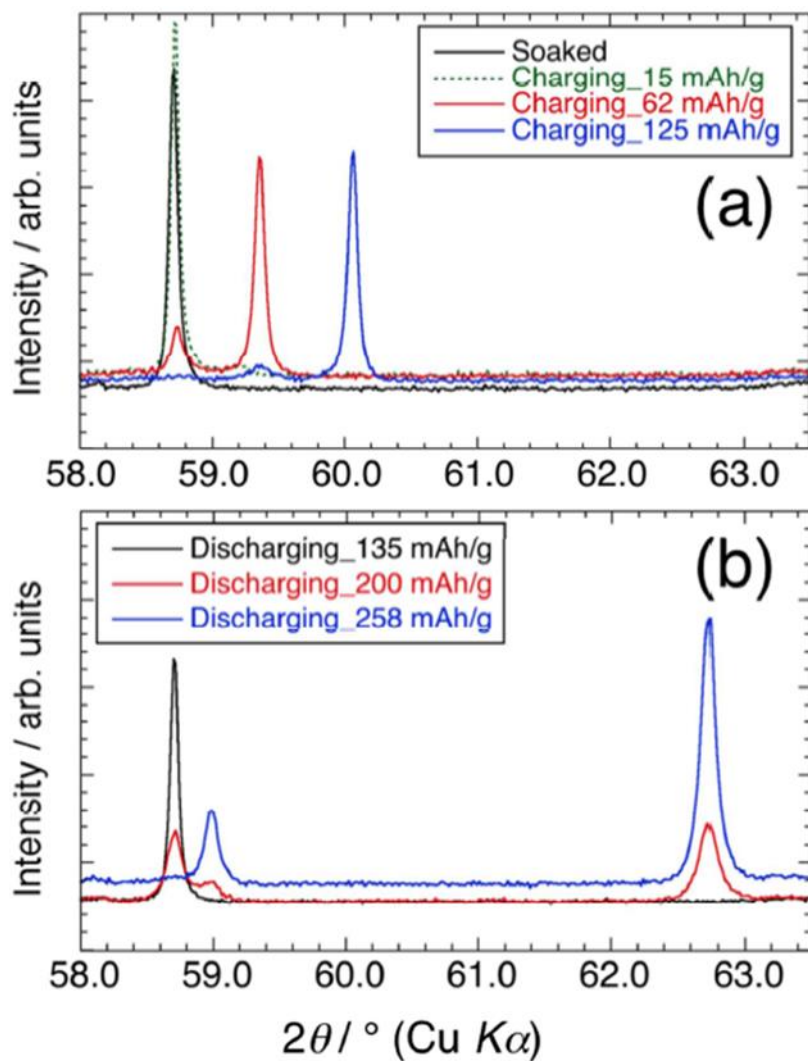 Soaked
Charging_15 mAh/g
Charging_62 mAh/g
Charging_125 mAh/g
(a)
Intensity / arb. units
58.0 59.0 60.0 61.0 62.0 63.0
Discharging_135 mAh/g
Discharging_200 mAh/g
Discharging_258 mAh/g
(b)
Intensity / arb. units
58.0 59.0 60.0 61.0 62.0 63.0
2θ / ° (Cu Kα)